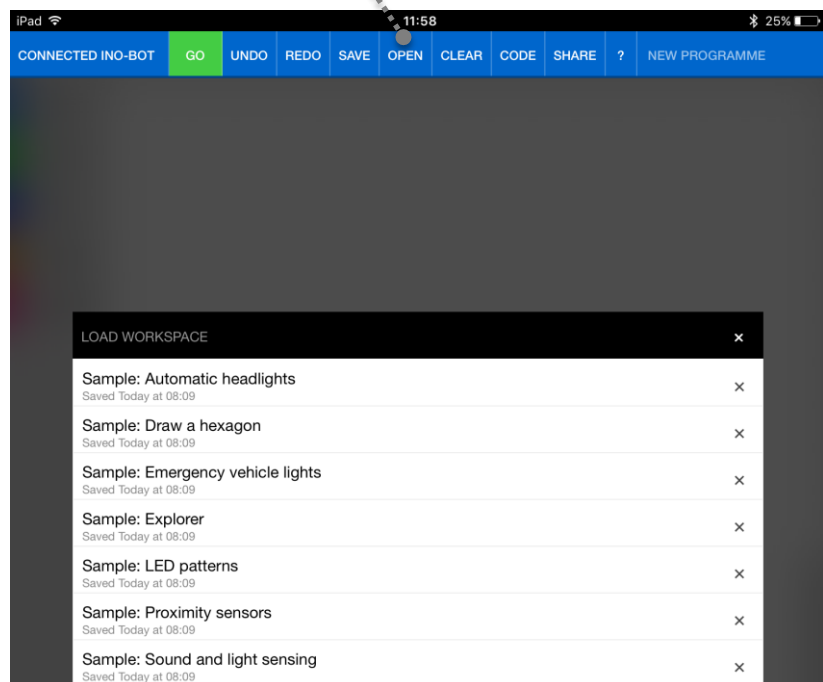 iPad 11:58 25%
CONNECTED INO-BOT GO UNDO REDO SAVE OPEN CLEAR CODE SHARE ? NEW PROGRAMME
LOAD WORKSPACE ×
Sample: Automatic headlights ×
Saved Today at 08:09
Sample: Draw a hexagon ×
Saved Today at 08:09
Sample: Emergency vehicle lights ×
Saved Today at 08:09
Sample: Explorer ×
Saved Today at 08:09
Sample: LED patterns ×
Saved Today at 08:09
Sample: Proximity sensors ×
Saved Today at 08:09
Sample: Sound and light sensing ×
Saved Today at 08:09